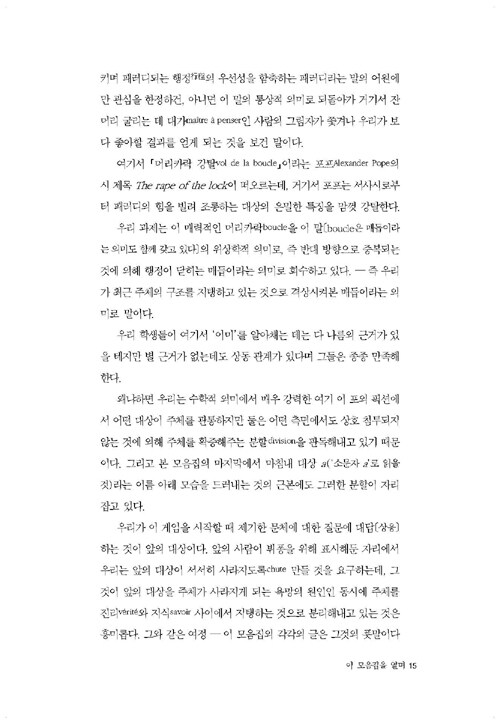 키며 패러디되는 행정行程의 우선성을 함축하는 패러디라는 말의 어원에
만 관심을 한정하건, 아니면 이 말의 통상적 의미로 되돌아가 거기서 잔
머리 굴리는 데 대가maître à penser인 사람의 그림자가 쫓겨나 우리가 보
다 좋아할 결과를 얻게 되는 것을 보건 말이다.
여기서 『머리카락 강탈vol de la boucle』이라는 포프Alexander Pope의
시 제목 The rape of the lock이 떠오르는데, 거기서 포프는 서사시로부
터 패러디의 힘을 빌려 조롱하는 대상의 은밀한 특징을 맘껏 강탈한다.
우리 과제는 이 매력적인 머리카락boucle을 이 말[boucle은 매듭이라
는 의미도 함께 갖고 있다]의 위상학적 의미로, 즉 반대 방향으로 중복되는
것에 의해 행정이 닫히는 매듭이라는 의미로 회수하고 있다. — 즉 우리
가 최근 주체의 구조를 지탱하고 있는 것으로 격상시켜본 매듭이라는 의
미로 말이다.
우리 학생들이 여기서 '이미'를 알아채는 데는 다 나름의 근거가 있
을 테지만 별 근거가 없는데도 상동 관계가 있다며 그들은 종종 만족해
한다.
왜냐하면 우리는 수학적 의미에서 매우 강력한 여기 이 포의 픽션에
서 어떤 대상이 주체를 관통하지만 둘은 어떤 측면에서도 상호 침투되지
않는 것에 의해 주체를 확증해주는 분할division을 판독해내고 있기 때문
이다. 그리고 본 모음집의 마지막에서 마침내 대상 a('소문자 a'로 읽을
것)라는 이름 아래 모습을 드러내는 것의 근본에도 그러한 분할이 자리
잡고 있다.
우리가 이 게임을 시작할 때 제기한 문체에 대한 질문에 대답[상응]
하는 것이 앞의 대상이다. 앞의 사람이 뷔퐁을 위해 표시해둔 자리에서
우리는 앞의 대상이 서서히 사라지도록chute 만들 것을 요구하는데, 그
것이 앞의 대상을 주체가 사라지게 되는 욕망의 원인인 동시에 주체를
진리vérité와 지식savoir 사이에서 지탱하는 것으로 분리해내고 있는 것은
흥미롭다. 그와 같은 여정 — 이 모음집의 각각의 글은 그것의 푯말이다
이 모음집을 열며 15